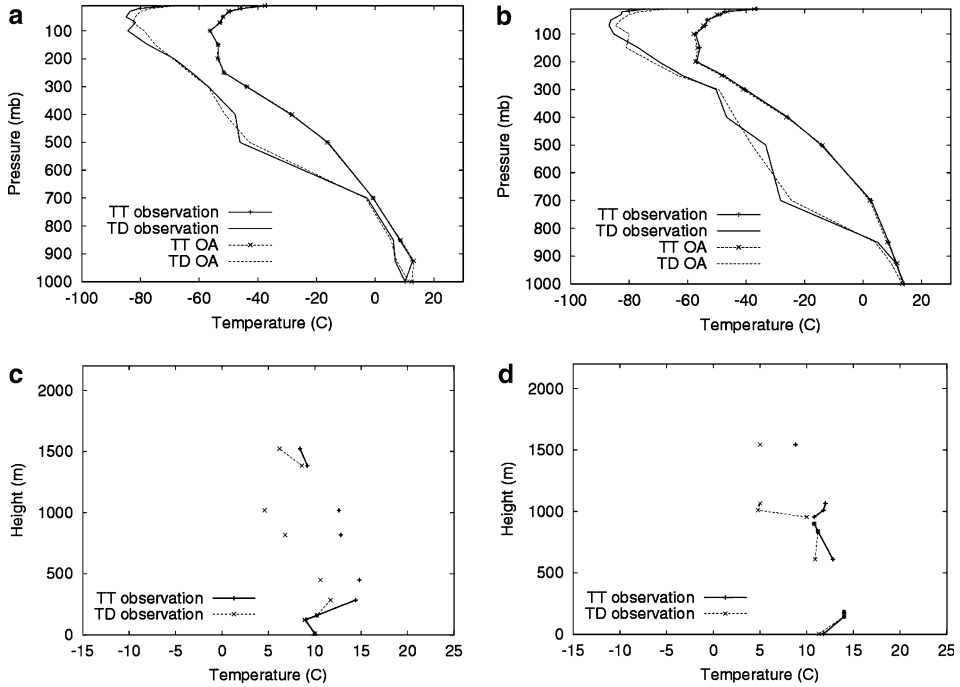 a
100
200
300
400
500
600
700
800
900
1000
Pressure (mb)
TT observation
TD observation
TT OA
TD OA
-100 -80 -60 -40 -20 0 20
Temperature (C)
b
100
200
300
400
500
600
700
800
900
1000
Pressure (mb)
TT observation
TD observation
TT OA
TD OA
-100 -80 -60 -40 -20 0 20
Temperature (C)
c
2000
1500
1000
500
0
Height (m)
TT observation
TD observation
-15 -10 -5 0 5 10 15 20 25
Temperature (C)
d
2000
1500
1000
500
0
Height (m)
TT observation
TD observation
-15 -10 -5 0 5 10 15 20 25
Temperature (C)